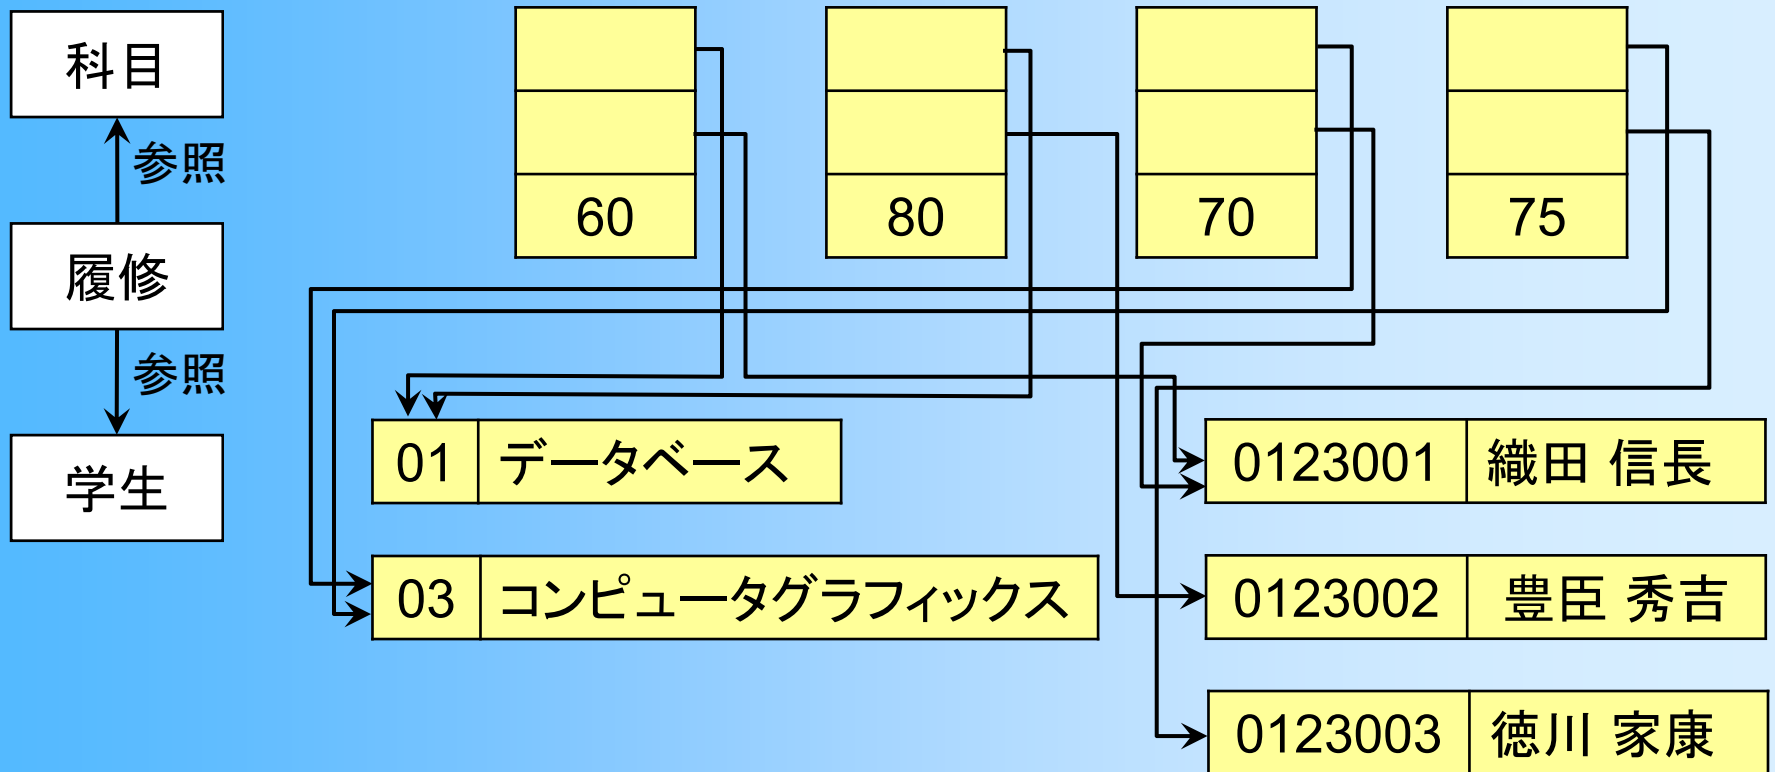 科目
参照
履修
参照
学生
60
80
70
75
01 データベース
03 コンピュータグラフィックス
0123001 織田 信長
0123002 豊臣 秀吉
0123003 徳川 家康